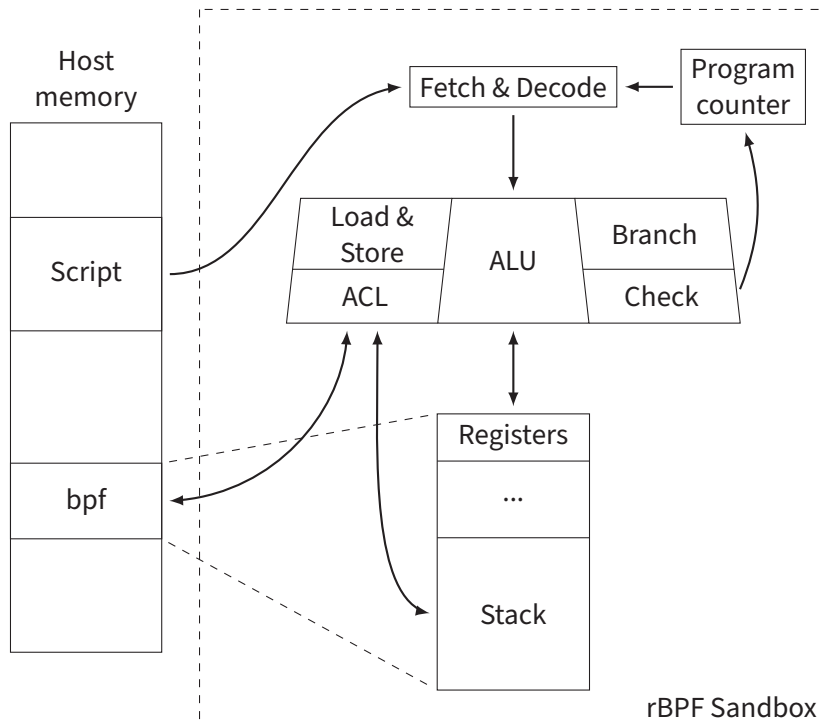 Host
memory
Fetch & Decode
Program
counter
Script
Load &
Store
ALU
Branch
ACL
Check
bpf
Registers
...
Stack
rBPF Sandbox